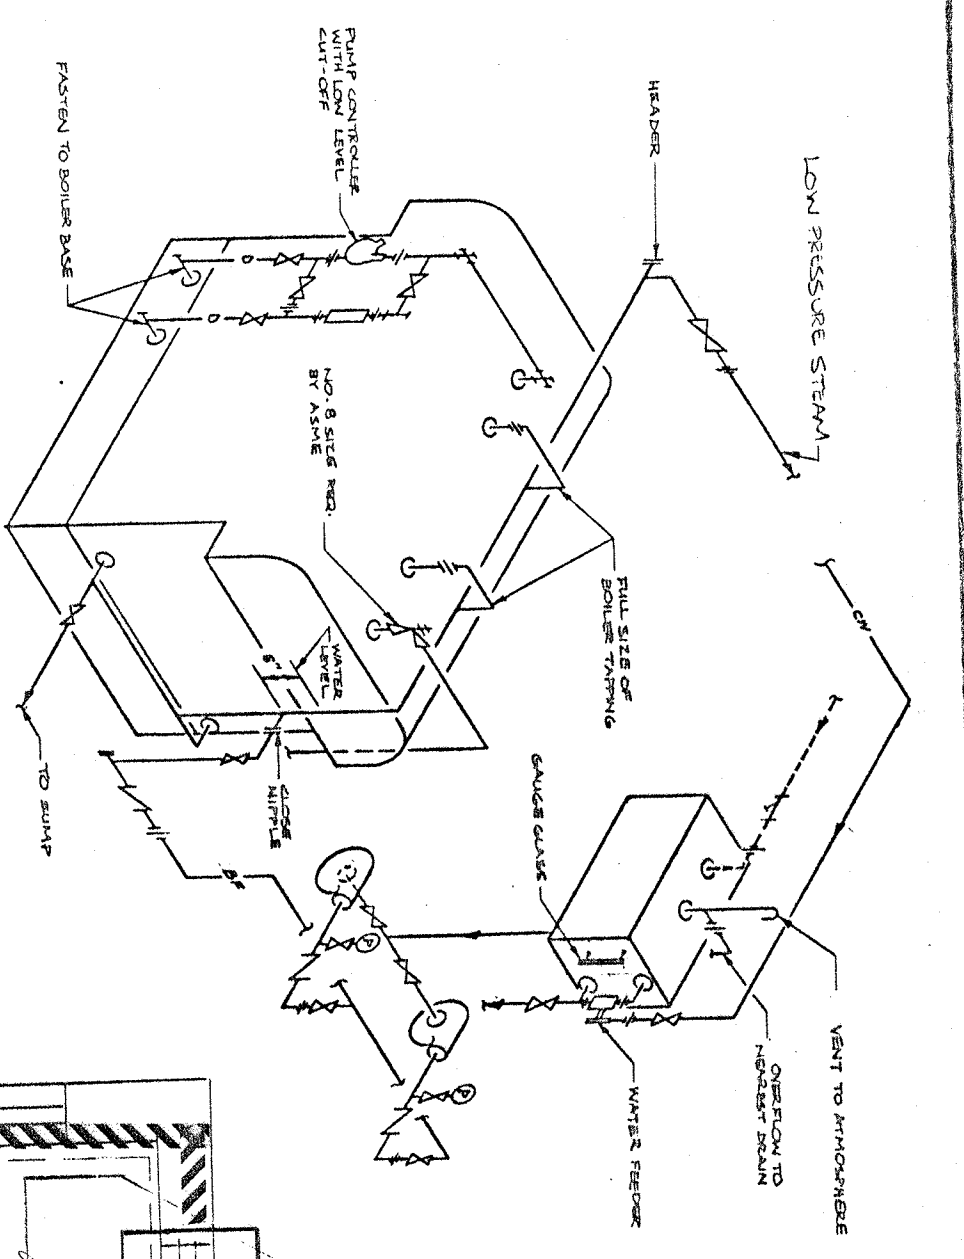 LOW PRESSURE STEAM
HEADER
PUMP CONTROLLER
WITH LOW LEVEL
CUT-OFF
FASTEN TO BOILER BASE
NO. 8 SIZE PER.
BY ASME
FULL SIZE OF
BOILER TAPPING
WATER
LEVEL
6"
CLOSE
NIPPLE
TO SUMP
CW
GAUGE GLASS
BF
P
P
VENT TO ATMOSPHERE
OVERFLOW TO
NEAREST DRAIN
WATER FEEDER